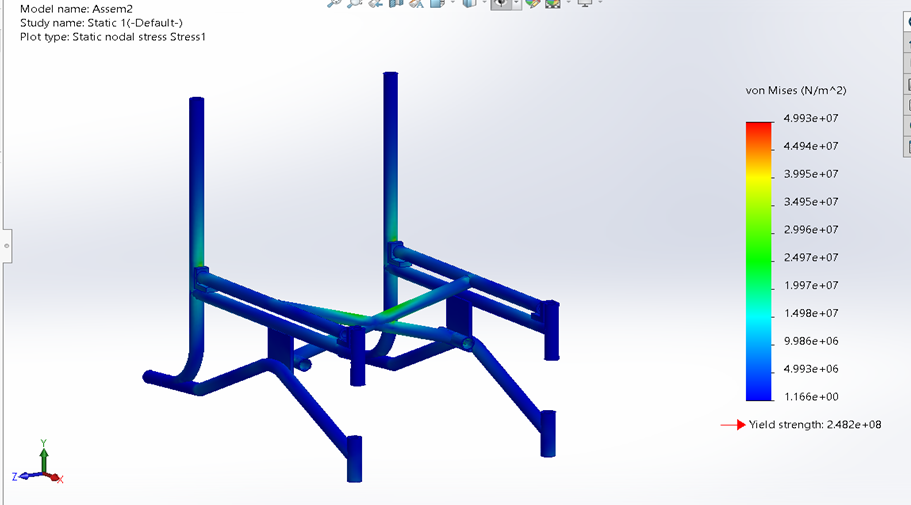 Model name: Assem2
Study name: Static 1(-Default-)
Plot type: Static nodal stress Stress1
von Mises (N/m^2)
4.993e+07
4.494e+07
3.995e+07
3.495e+07
2.996e+07
2.497e+07
1.997e+07
1.498e+07
9.986e+06
4.993e+06
1.166e+00
Yield strength: 2.482e+08
Y
Z
X